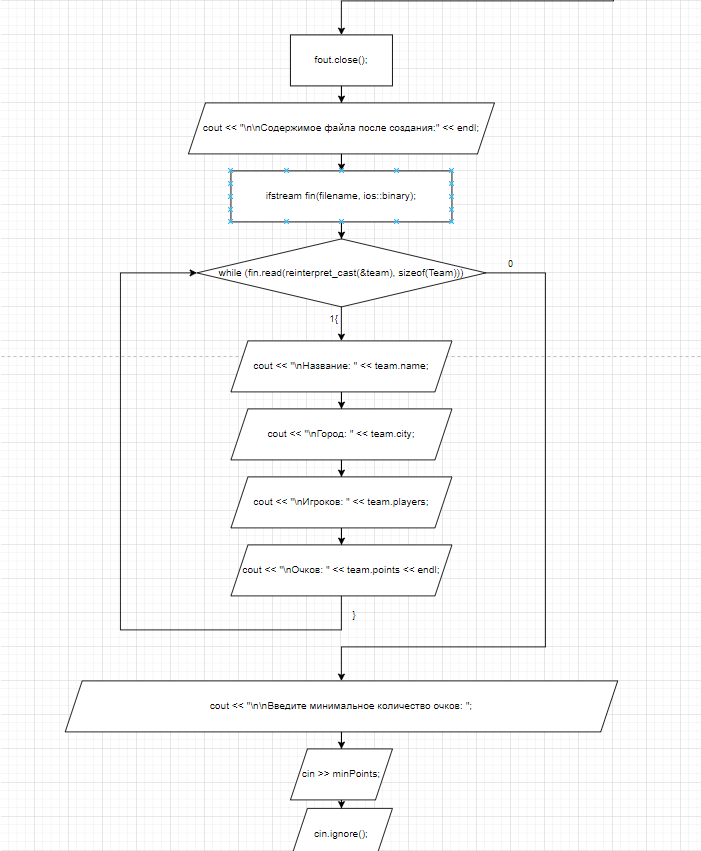 fout.close();
cout << "\n\nСодержимое файла после создания:" << endl;
ifstream fin(filename, ios::binary);
while (fin.read(reinterpret_cast(&team), sizeof(Team)))
0
1{
cout << "\nНазвание: " << team.name;
cout << "\nГород: " << team.city;
cout << "\nИгроков: " << team.players;
cout << "\nОчков: " << team.points << endl;
}
cout << "\n\nВведите минимальное количество очков: ";
cin >> minPoints;
cin.ignore();